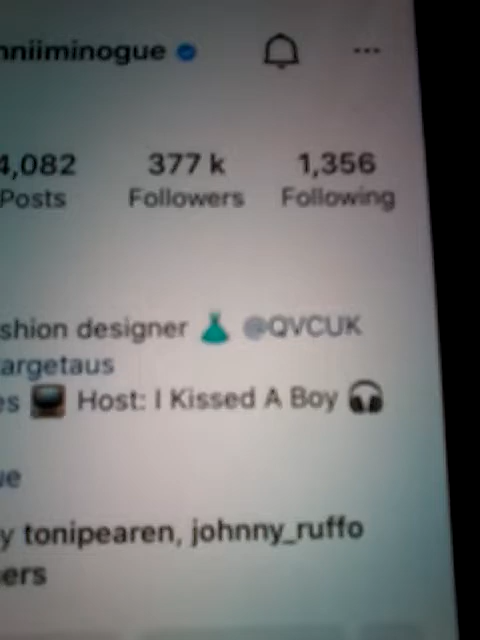 nniiminogue
4,082 377 k 1,356
Posts Followers Following
shion designer 👗 @QVCUK
argetaus
es 📺 Host: I Kissed A Boy 🎧
ue
y tonipearen, johnny_ruffo
ers